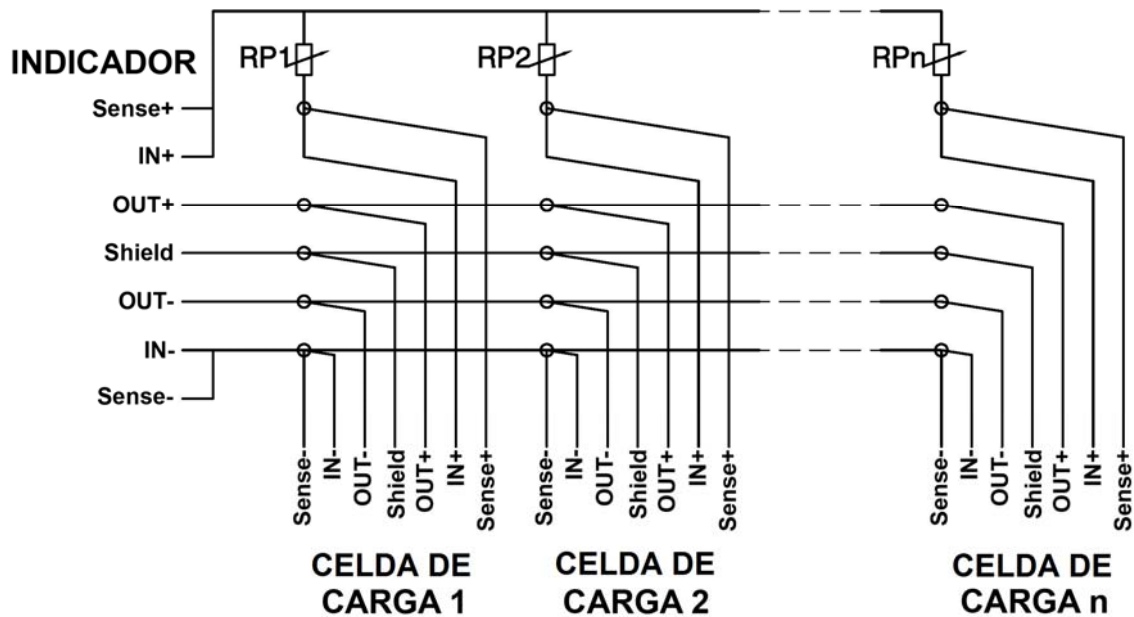 INDICADOR
RP1
RP2
RPn
Sense+
IN+
OUT+
Shield
OUT-
IN-
Sense-
Sense-
IN-
OUT-
Shield
OUT+
IN+
Sense+
Sense-
IN-
OUT-
Shield
OUT+
IN+
Sense+
Sense-
IN-
OUT-
Shield
OUT+
IN+
Sense+
CELDA DE
CARGA 1
CELDA DE
CARGA 2
CELDA DE
CARGA n